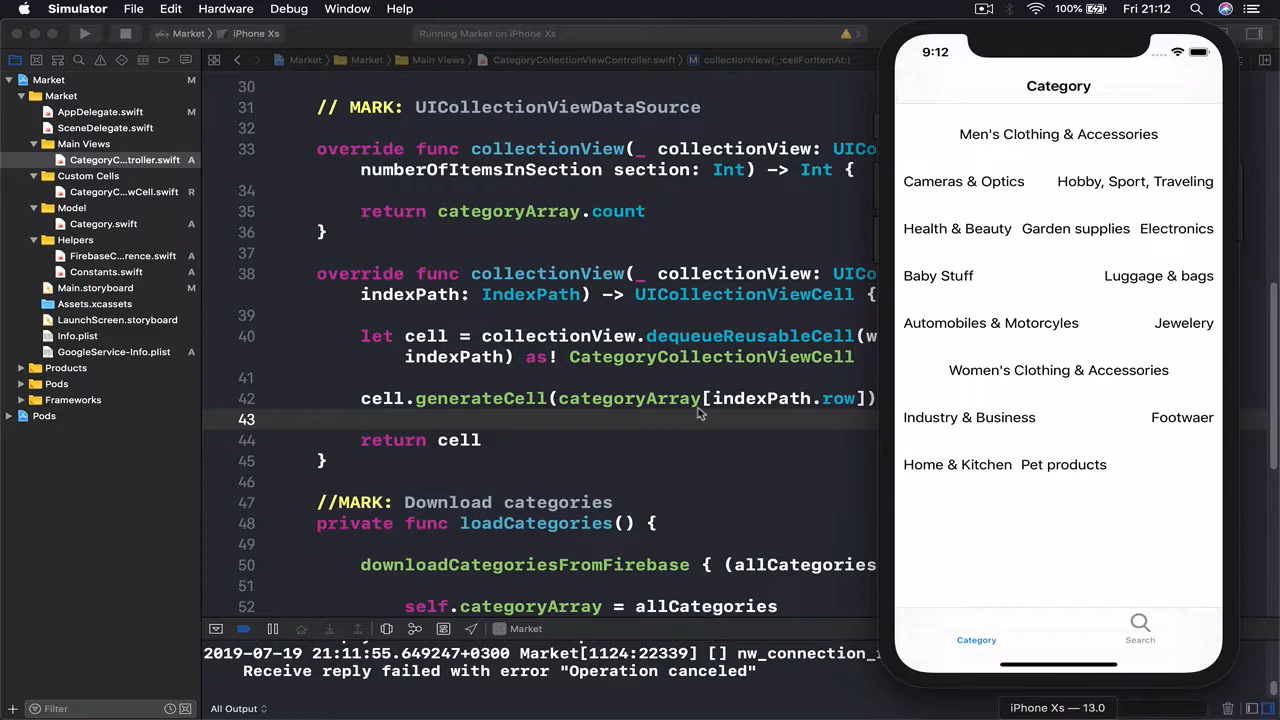 Simulator File Edit Hardware Debug Window Help 100% Fri 21:12
Market iPhone Xs Running Market on iPhone Xs 3
Market Market Main Views CategoryCollectionViewController.swift collectionView(_:cellForItemAt:)
Market
Market
AppDelegate.swift M
SceneDelegate.swift
Main Views
CategoryC...troller.swift A
Custom Cells
CategoryC...wCell.swift R
Model
Category.swift A
Helpers
FirebaseC...rence.swift A
Constants.swift A
Main.storyboard M
Assets.xcassets
LaunchScreen.storyboard
Info.plist
GoogleService-Info.plist A
Products
Pods
Frameworks
Pods
Filter
30
31 // MARK: UICollectionViewDataSource
32
33 override func collectionView(_ collectionView: UICo
numberOfItemsInSection section: Int) -> Int {
34
35 return categoryArray.count
36 }
37
38 override func collectionView(_ collectionView: UICo
indexPath: IndexPath) -> UICollectionViewCell {
39
40 let cell = collectionView.dequeueReusableCell(w
indexPath) as! CategoryCollectionViewCell
41
42 cell.generateCell(categoryArray[indexPath.row])
43
44 return cell
45 }
46
47 //MARK: Download categories
48 private func loadCategories() {
49
50 downloadCategoriesFromFirebase { (allCategories
51
52 self.categoryArray = allCategories
Market
2019-07-19 21:11:55.649247+0300 Market[1124:22339] [] nw_connection_
Receive reply failed with error "Operation canceled"
All Output
9:12
Category
Men's Clothing & Accessories
Cameras & Optics Hobby, Sport, Traveling
Health & Beauty Garden supplies Electronics
Baby Stuff Luggage & bags
Automobiles & Motorcyles Jewelery
Women's Clothing & Accessories
Industry & Business Footwaer
Home & Kitchen Pet products
Category Search
iPhone Xs — 13.0